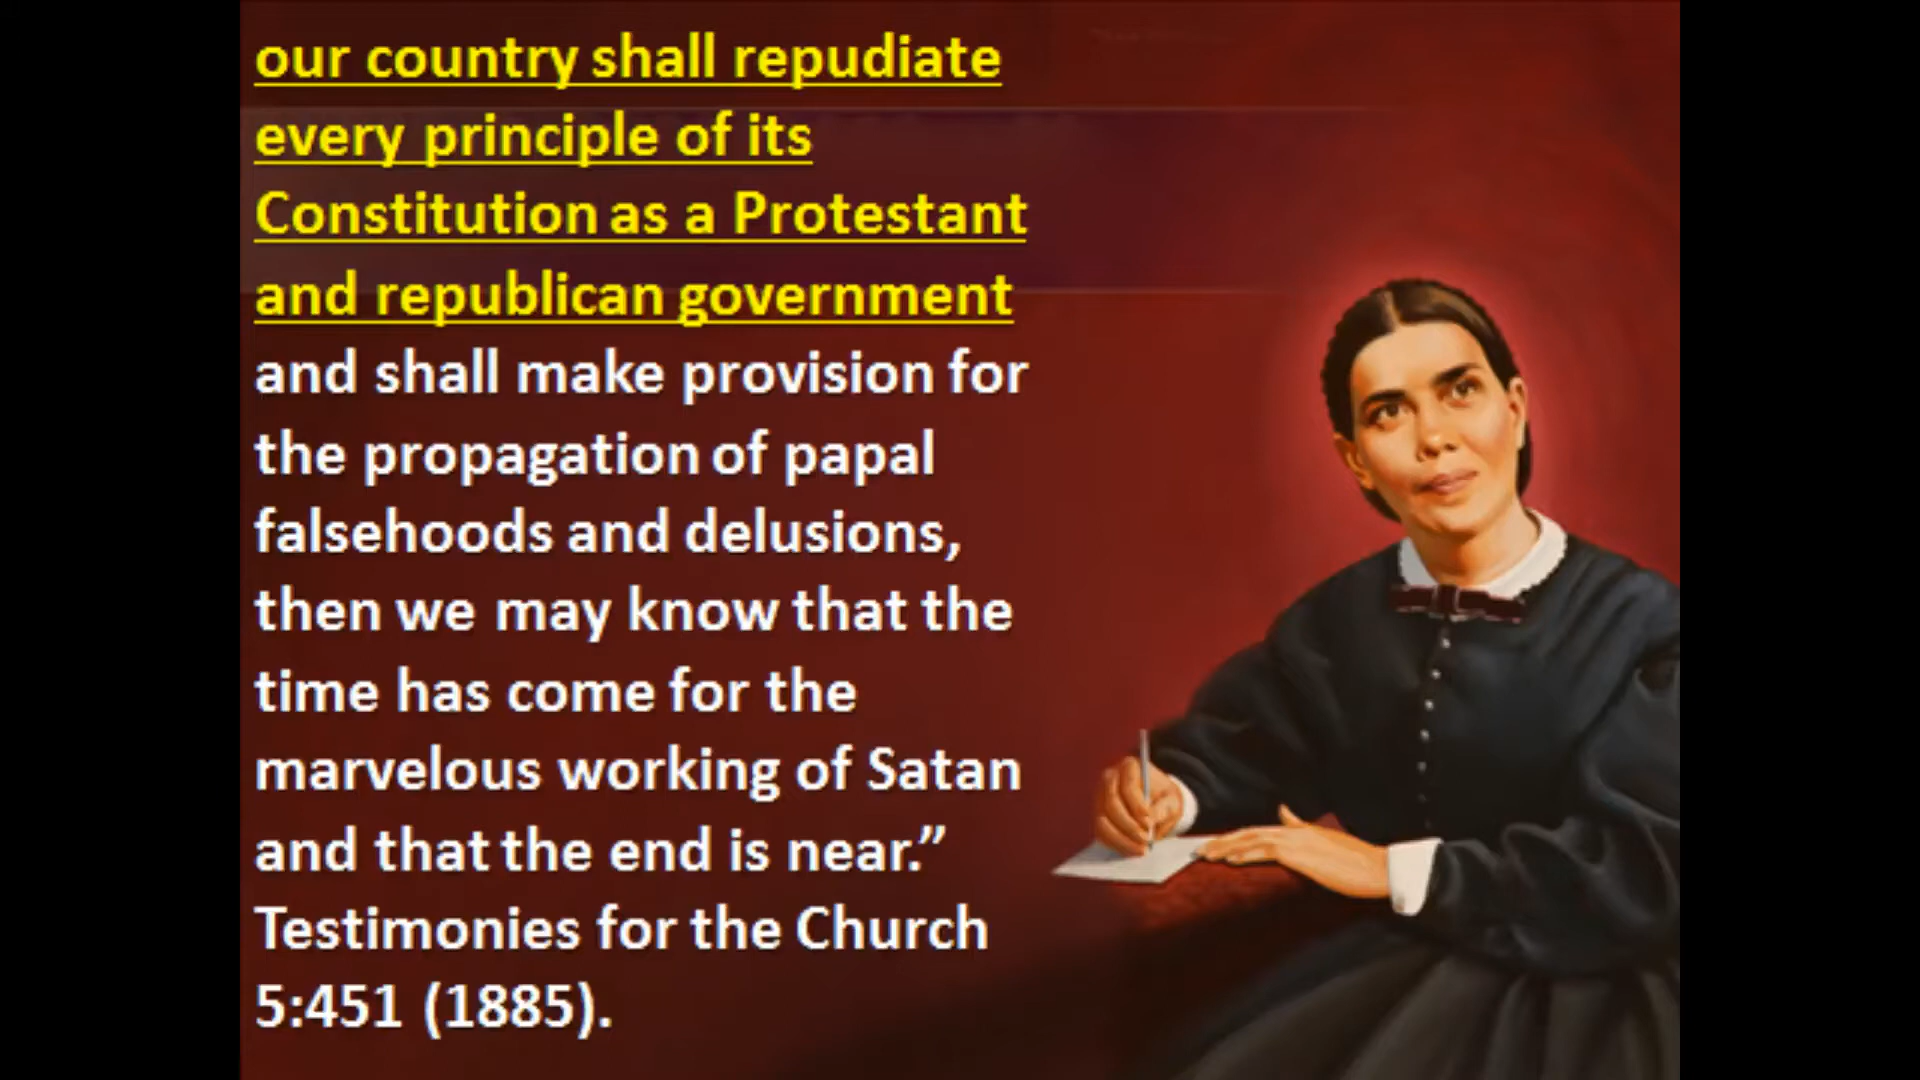 our country shall repudiate
every principle of its
Constitution as a Protestant
and republican government
and shall make provision for
the propagation of papal
falsehoods and delusions,
then we may know that the
time has come for the
marvelous working of Satan
and that the end is near.”
Testimonies for the Church
5:451 (1885).